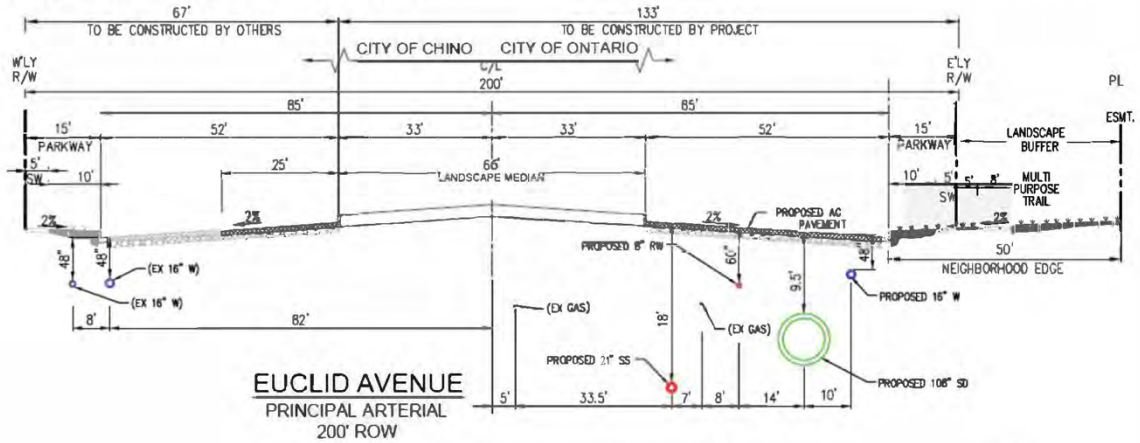 67'
133'
TO BE CONSTRUCTED BY OTHERS
TO BE CONSTRUCTED BY PROJECT
CITY OF CHINO
CITY OF ONTARIO
W'LY
R/W
C/L
200'
E'LY
R/W
PL
ESMT.
85'
85'
15'
52'
33'
33'
52'
15'
PARKWAY
PARKWAY
LANDSCAPE
BUFFER
5'
SW
10'
25'
66'
LANDSCAPE MEDIAN
10'
5'
SW
5'
8'
MULTI
PURPOSE
TRAIL
2%
2%
2%
PROPOSED AC
PAVEMENT
2%
48"
48"
(EX 16" W)
(EX 16" W)
PROPOSED 8" RW
60"
9.5'
48"
50'
NEIGHBORHOOD EDGE
PROPOSED 16" W
8'
82'
(EX GAS)
18'
(EX GAS)
PROPOSED 21" SS
PROPOSED 108" SD
5'
33.5'
7'
8'
14'
10'
EUCLID AVENUE
PRINCIPAL ARTERIAL
200' ROW